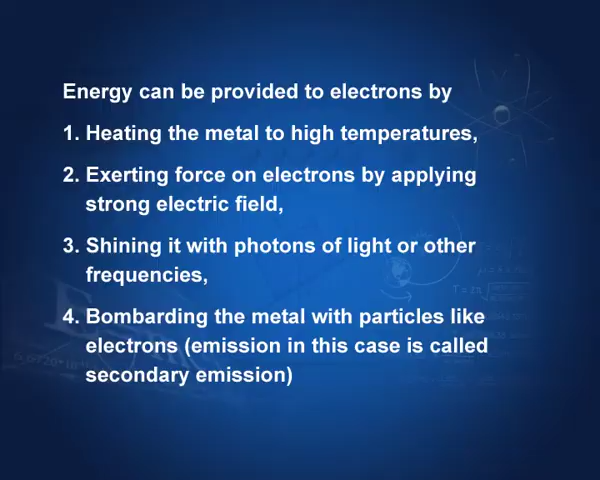 Energy can be provided to electrons by
1. Heating the metal to high temperatures,
2. Exerting force on electrons by applying
strong electric field,
3. Shining it with photons of light or other
frequencies,
4. Bombarding the metal with particles like
electrons (emission in this case is called
secondary emission)